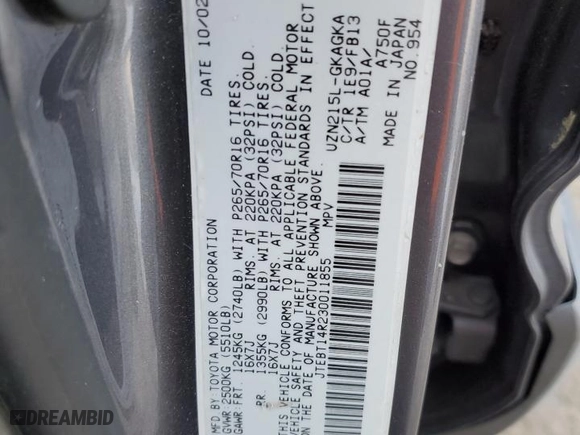 MFD BY TOYOTA MOTOR CORPORATION DATE 10/02
GVWR 2500KG (5510LB)
GAWR FRT. 1245KG (2740LB) WITH P265/70R16 TIRES.
16X7J RIMS. AT 220KPA (32PSI) COLD.
RR. 1355KG (2990LB) WITH P265/70R16 TIRES.
16X7J RIMS. AT 220KPA (32PSI) COLD.
THIS VEHICLE CONFORMS TO ALL APPLICABLE FEDERAL MOTOR
VEHICLE SAFETY AND THEFT PREVENTION STANDARDS IN EFFECT
ON THE DATE OF MANUFACTURE SHOWN ABOVE.
JTEBT14R230011855 MPV
UZN215L-GKAGKA
C/TR 1E9/FB13
A/TM A01A/ A750F
MADE IN JAPAN
NO.954
DREAMBID